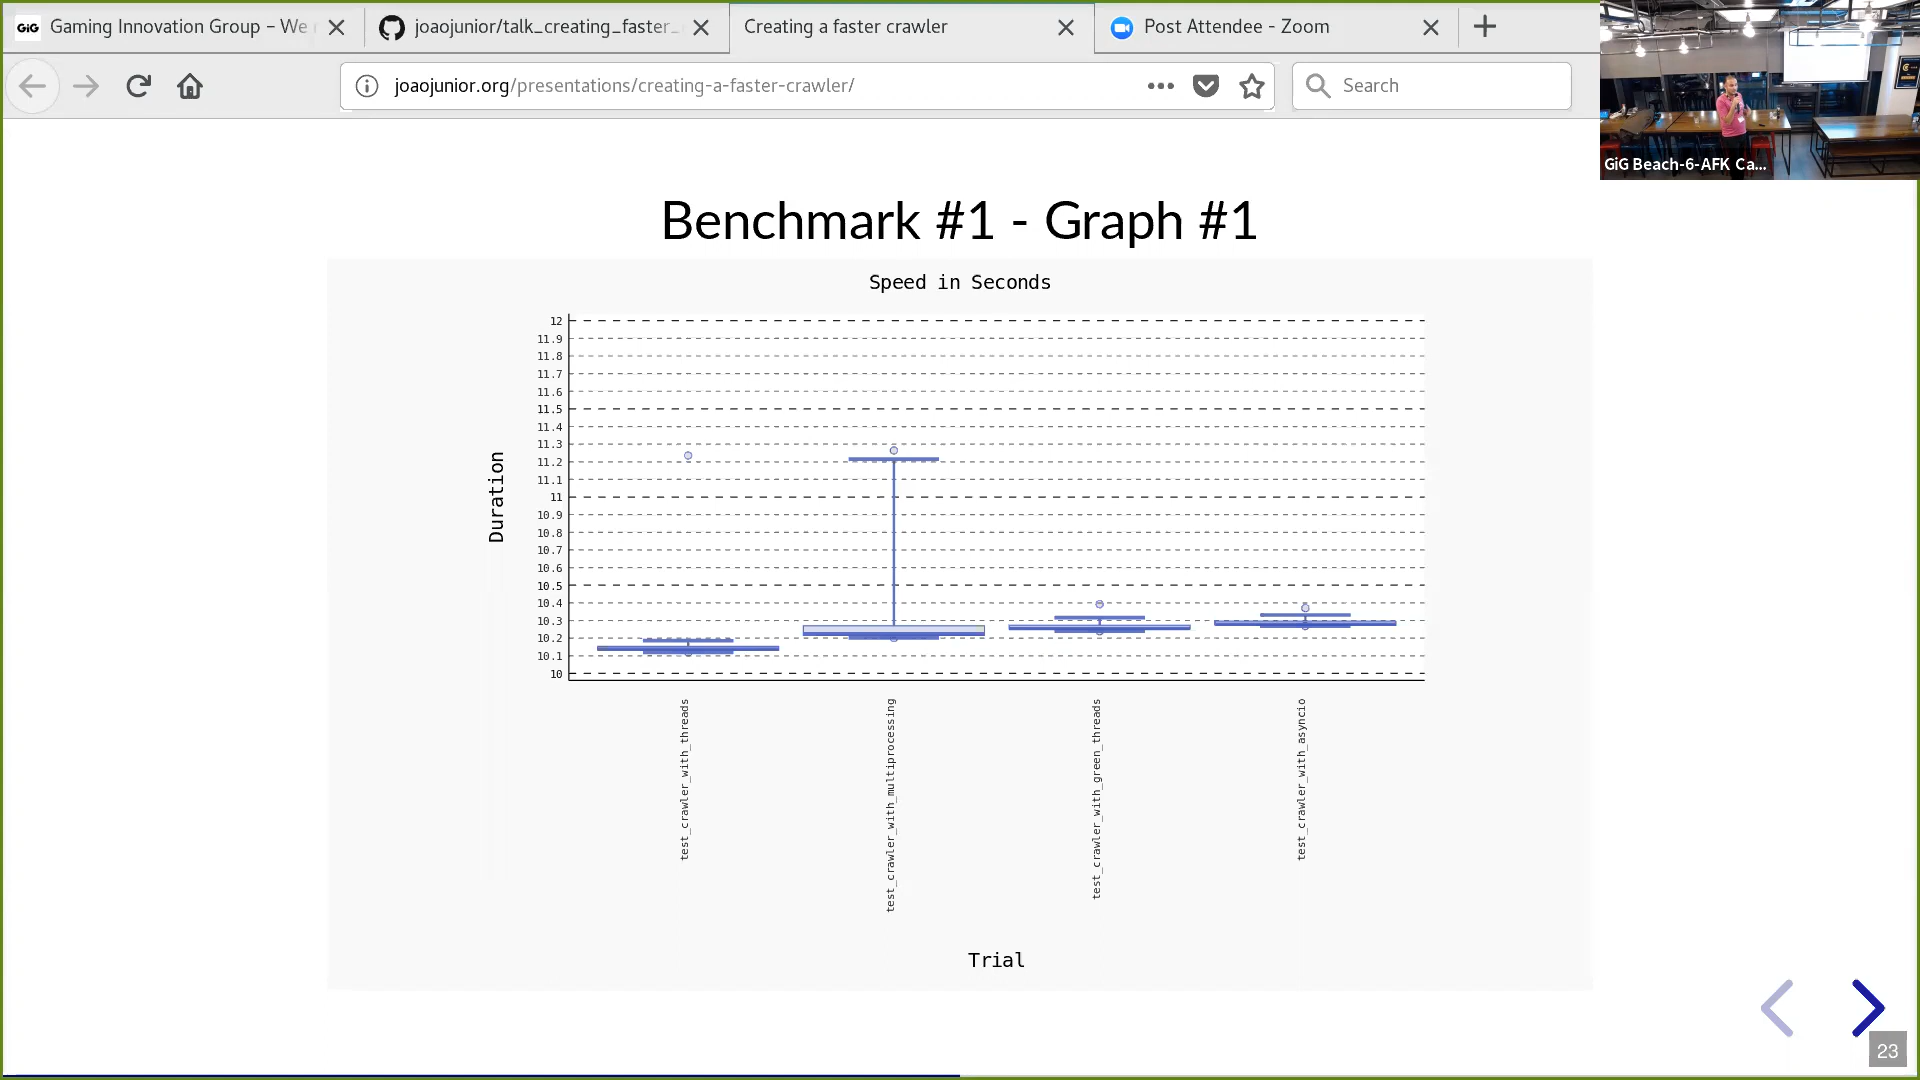 GiG Gaming Innovation Group – We
joaojunior/talk_creating_faster_
Creating a faster crawler
Post Attendee - Zoom
joaojunior.org/presentations/creating-a-faster-crawler/
Search
GiG Beach-6-AFK Ca...
Benchmark #1 - Graph #1
Speed in Seconds
12
11.9
11.8
11.7
11.6
11.5
11.4
11.3
11.2
11.1
11
10.9
10.8
10.7
10.6
10.5
10.4
10.3
10.2
10.1
10
Duration
test_crawler_with_threads
test_crawler_with_multiprocessing
test_crawler_with_green_threads
test_crawler_with_asyncio
Trial
23